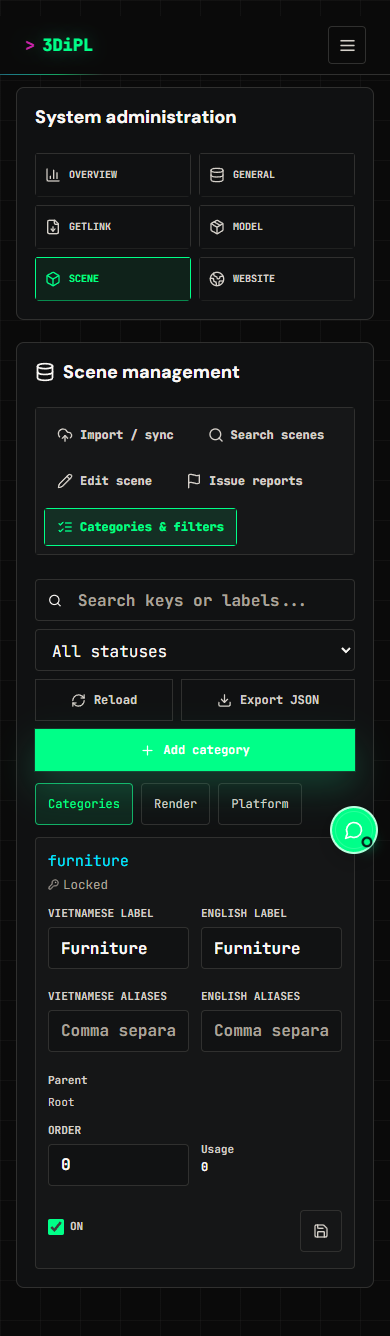 > 3DiPL
System administration
OVERVIEW
GENERAL
GETLINK
MODEL
SCENE
WEBSITE
Scene management
Import / sync
Search scenes
Edit scene
Issue reports
Categories & filters
Search keys or labels...
All statuses
Reload
Export JSON
+ Add category
Categories
Render
Platform
furniture
Locked
VIETNAMESE LABEL
ENGLISH LABEL
Furniture
Furniture
VIETNAMESE ALIASES
ENGLISH ALIASES
Comma separa
Comma separa
Parent
Root
ORDER
0
Usage
0
ON